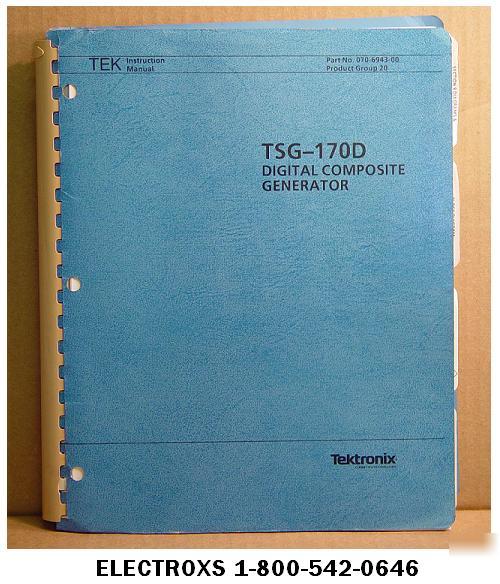 TEK Instruction Manual
Part No. 070-6943-00
Product Group 20
TSG–170D
DIGITAL COMPOSITE
GENERATOR
Tektronix
ELECTROXS 1-800-542-0646